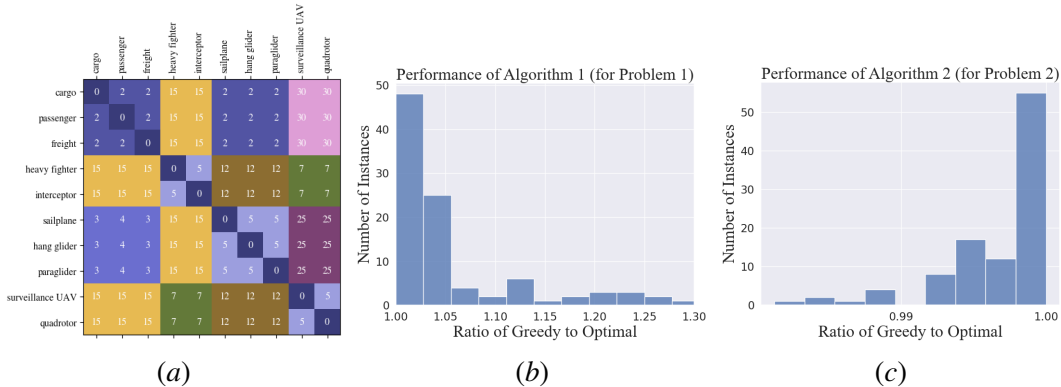 cargo
passenger
freight
heavy fighter
interceptor
sailplane
hang glider
paraglider
surveillance UAV
quadrotor
cargo 0 2 2 15 15 2 2 2 30 30
passenger 2 0 2 15 15 2 2 2 30 30
freight 2 2 0 15 15 2 2 2 30 30
heavy fighter 15 15 15 0 5 12 12 12 7 7
interceptor 15 15 15 5 0 12 12 12 7 7
sailplane 3 4 3 15 15 0 5 5 25 25
hang glider 3 4 3 15 15 5 0 5 25 25
paraglider 3 4 3 15 15 5 5 0 25 25
surveillance UAV 15 15 15 7 7 12 12 12 0 5
quadrotor 15 15 15 7 7 12 12 12 5 0
(a)
Performance of Algorithm 1 (for Problem 1)
Number of Instances
50
40
30
20
10
0
1.00 1.05 1.10 1.15 1.20 1.25 1.30
Ratio of Greedy to Optimal
(b)
Performance of Algorithm 2 (for Problem 2)
Number of Instances
50
40
30
20
10
0
0.99 1.00
Ratio of Greedy to Optimal
(c)